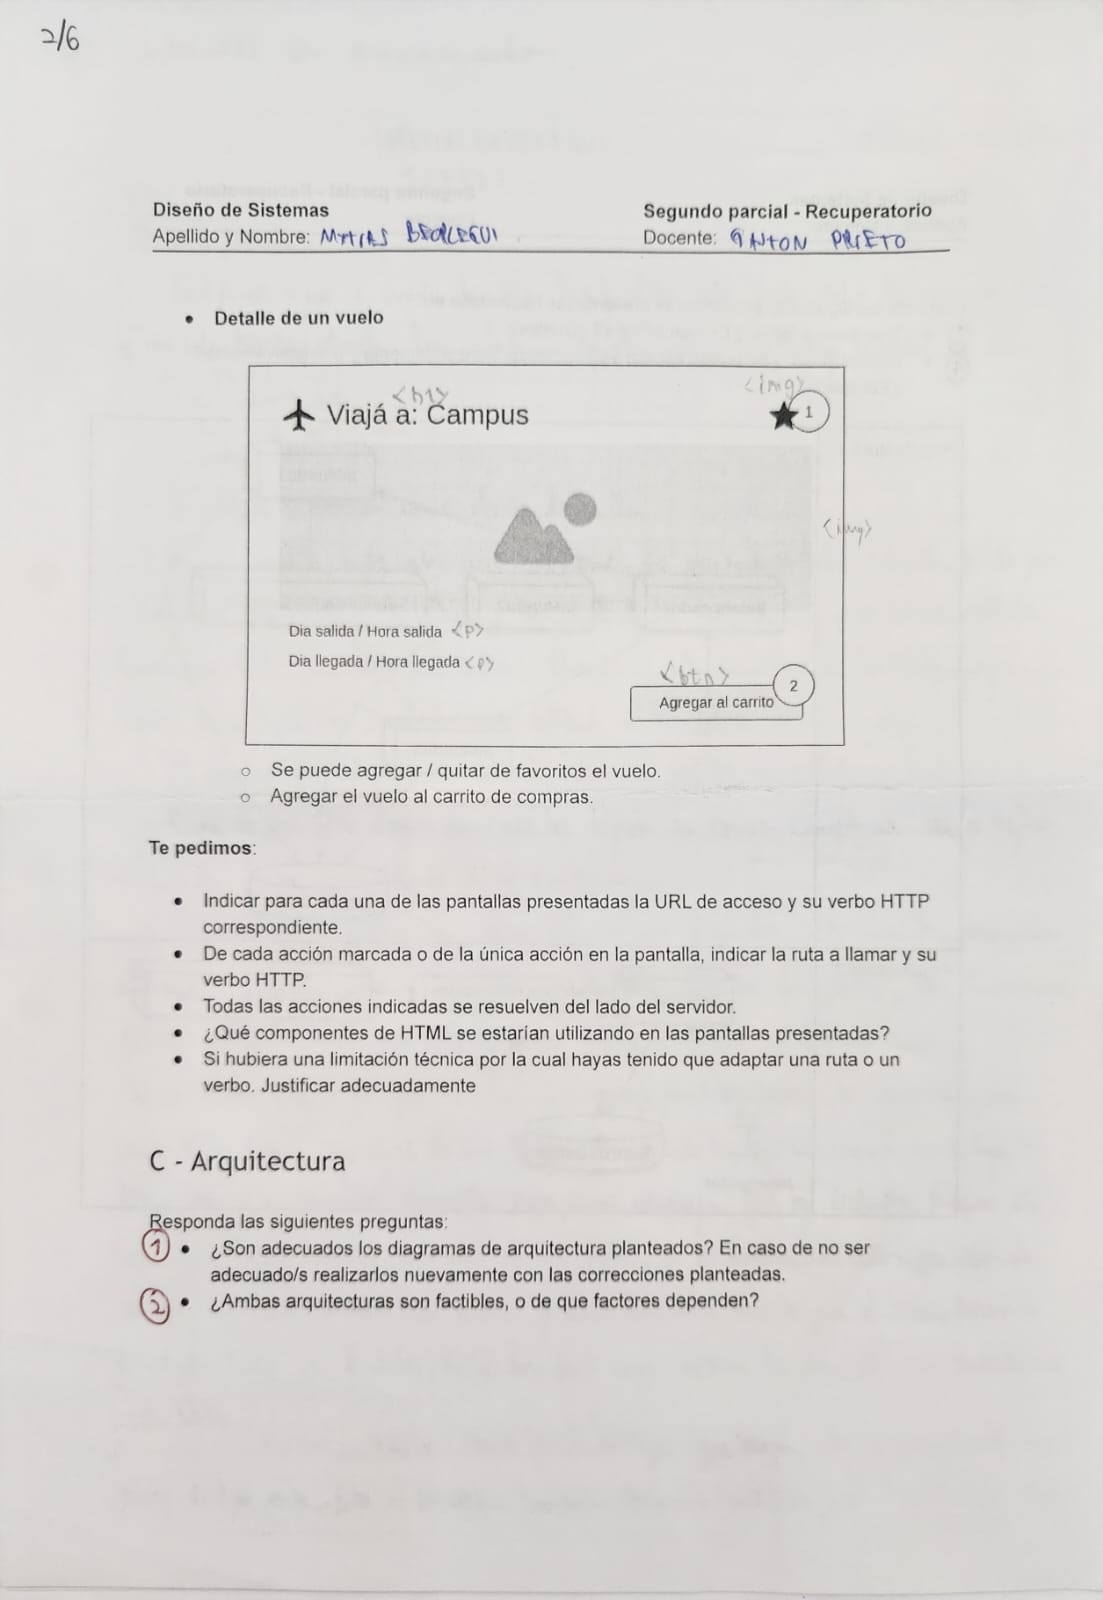 2/6
Diseño de Sistemas
Segundo parcial - Recuperatorio
Apellido y Nombre: MATIAS BEORLEGUI
Docente: GASTON PRIETO
Detalle de un vuelo
<h1>
<img>
Viajá a: Campus
1
<img>
Dia salida / Hora salida <p>
Dia llegada / Hora llegada <p>
<btn>
2
Agregar al carrito
Se puede agregar / quitar de favoritos el vuelo.
Agregar el vuelo al carrito de compras.
Te pedimos:
Indicar para cada una de las pantallas presentadas la URL de acceso y su verbo HTTP
correspondiente.
De cada acción marcada o de la única acción en la pantalla, indicar la ruta a llamar y su
verbo HTTP.
Todas las acciones indicadas se resuelven del lado del servidor.
¿Qué componentes de HTML se estarían utilizando en las pantallas presentadas?
Si hubiera una limitación técnica por la cual hayas tenido que adaptar una ruta o un
verbo. Justificar adecuadamente
C - Arquitectura
Responda las siguientes preguntas:
1 ¿Son adecuados los diagramas de arquitectura planteados? En caso de no ser
adecuado/s realizarlos nuevamente con las correcciones planteadas.
2 ¿Ambas arquitecturas son factibles, o de que factores dependen?